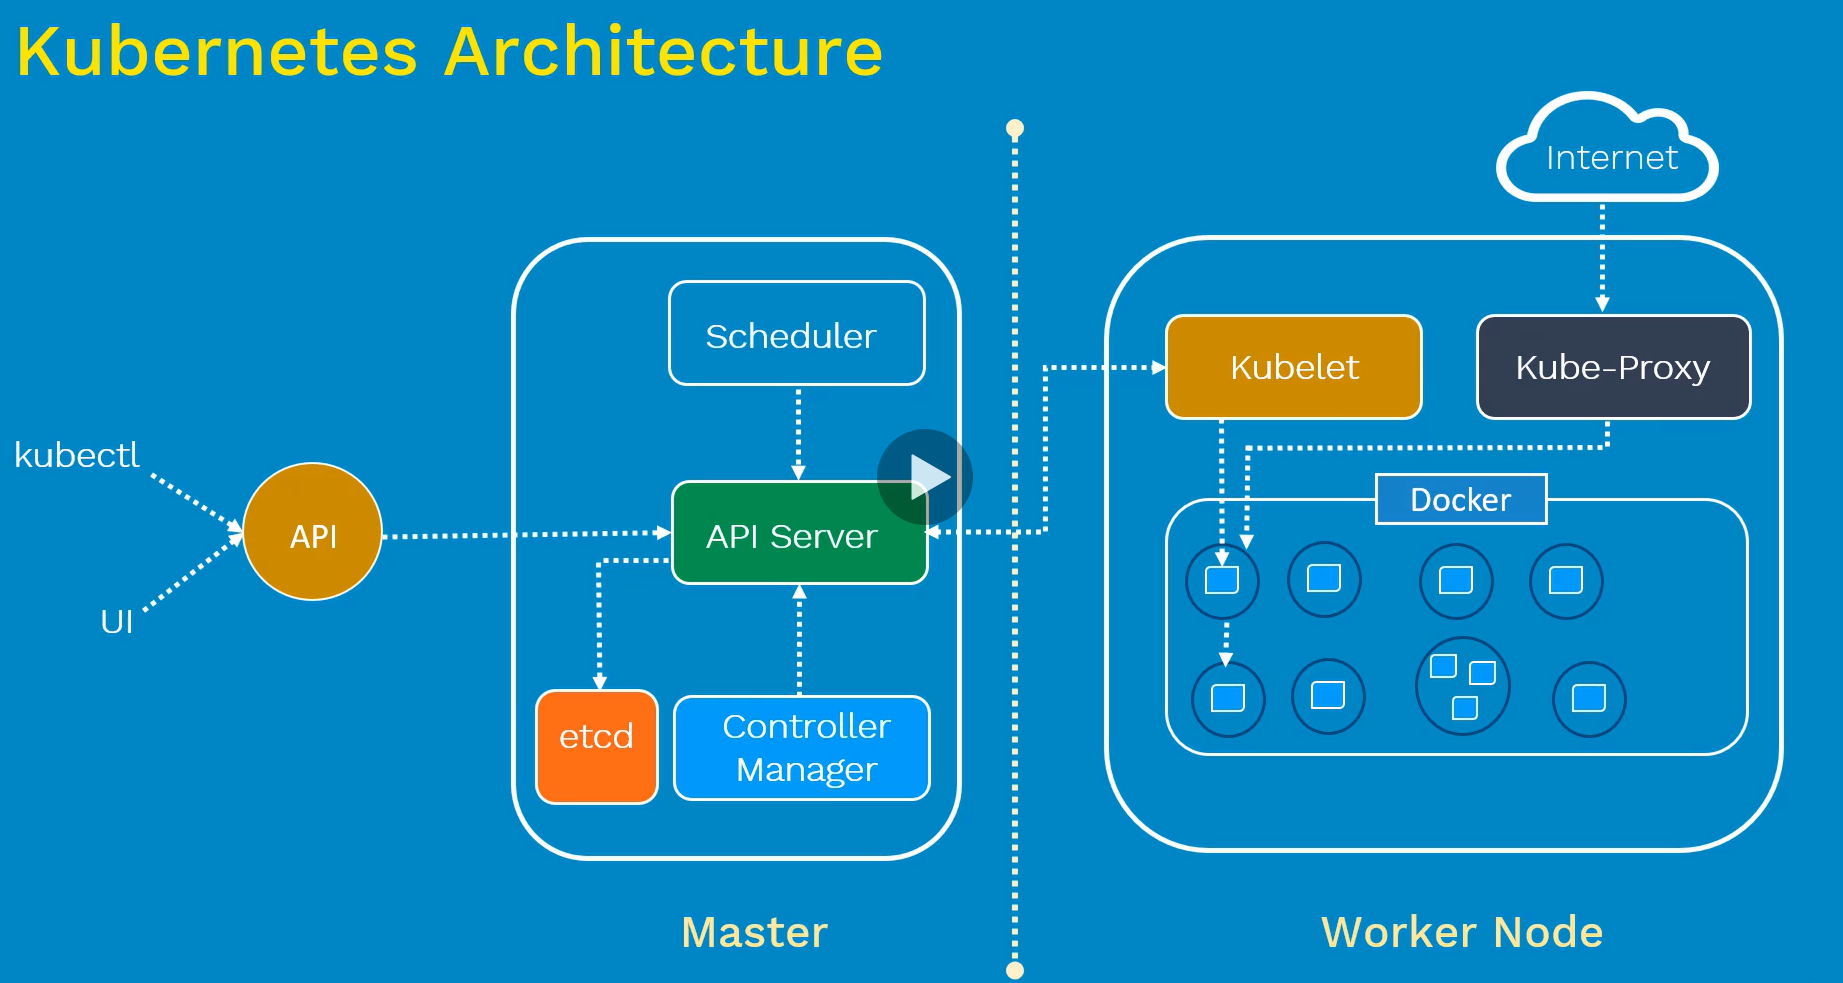 Kubernetes Architecture
Internet
Scheduler
Kubelet
Kube-Proxy
kubectl
Docker
API
API Server
UI
etcd
Controller
Manager
Master
Worker Node